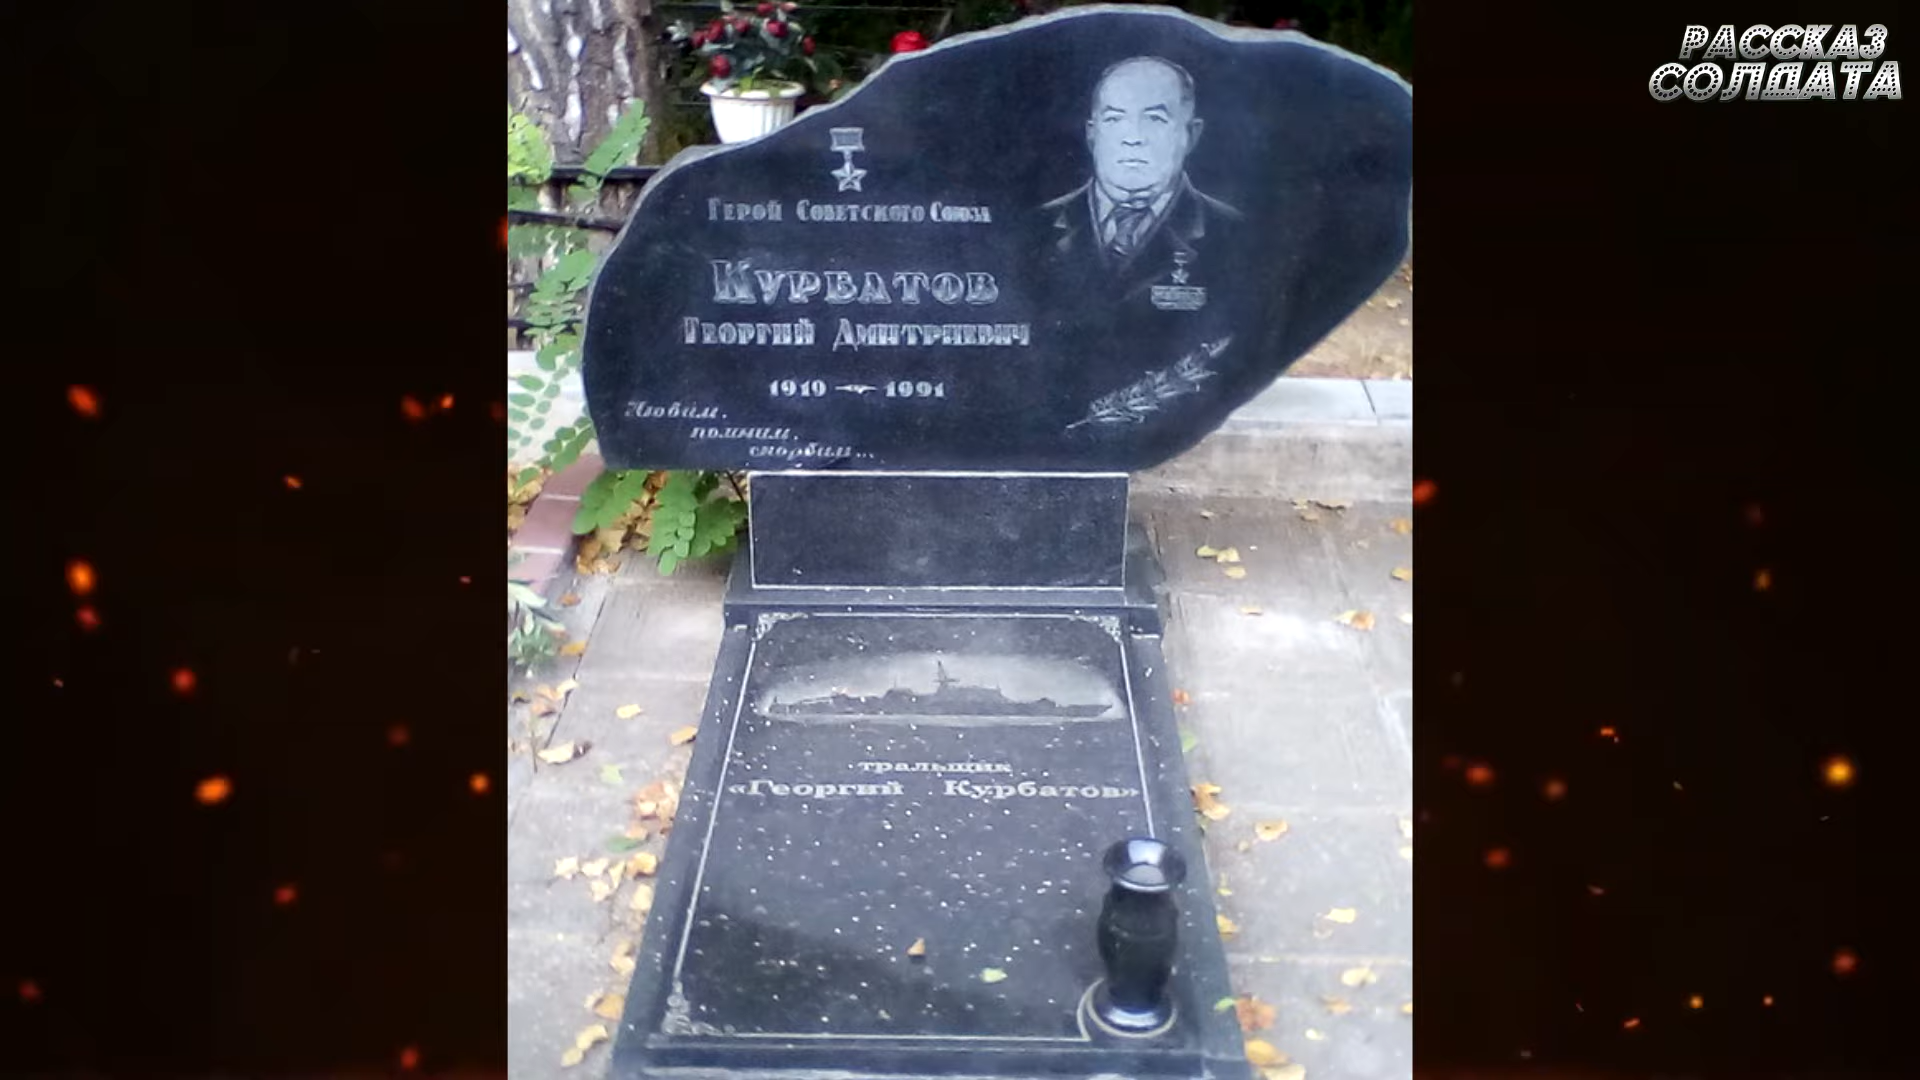 РАССКАЗ
СОЛДАТА
Герой Советского Союза
Курбатов
Георгий Дмитриевич
1919 – 1991
Любим,
помним,
скорбим...
тральщик
«Георгий Курбатов»